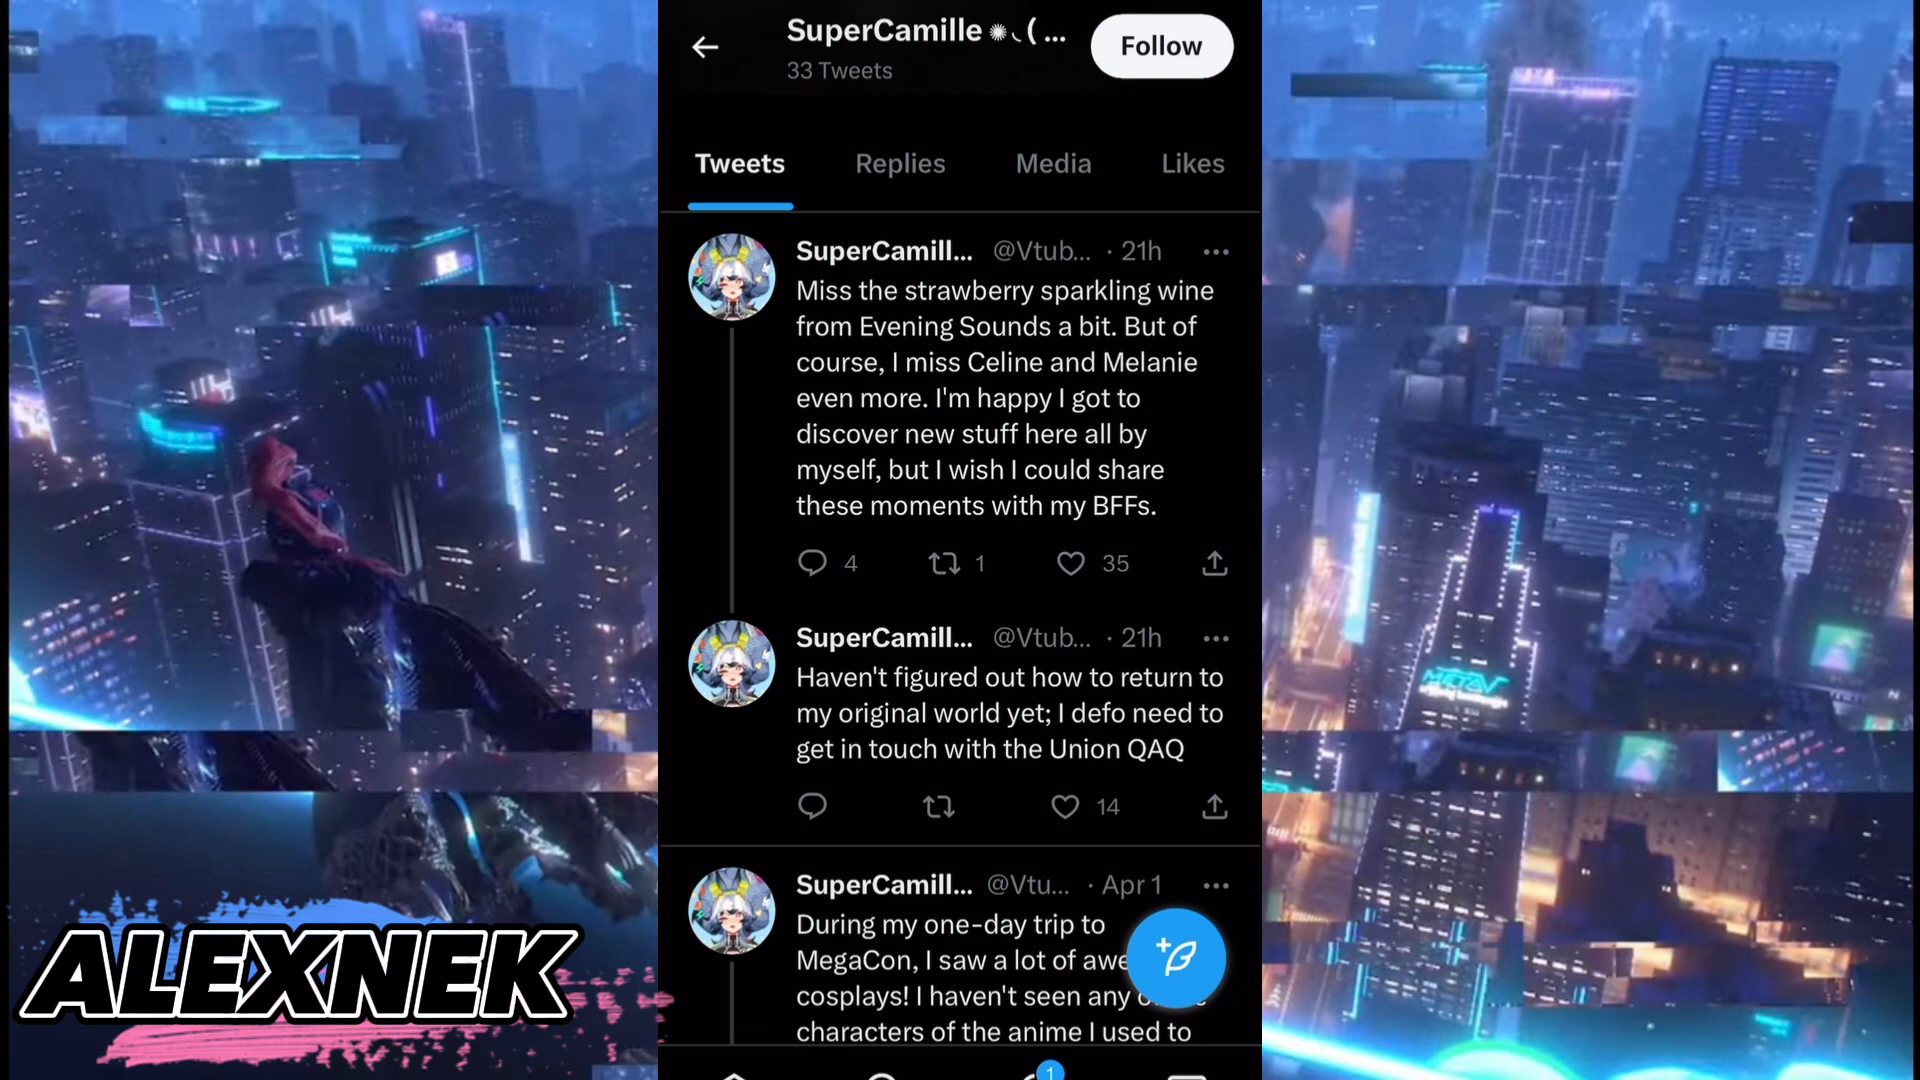 SuperCamille ✺◟( ...
33 Tweets
Follow
Tweets
Replies
Media
Likes
SuperCamill... @Vtub... · 21h
Miss the strawberry sparkling wine
from Evening Sounds a bit. But of
course, I miss Celine and Melanie
even more. I'm happy I got to
discover new stuff here all by
myself, but I wish I could share
these moments with my BFFs.
4 1 35
SuperCamill... @Vtub... · 21h
Haven't figured out how to return to
my original world yet; I defo need to
get in touch with the Union QAQ
14
SuperCamill... @Vtu... · Apr 1
During my one-day trip to
MegaCon, I saw a lot of awe
cosplays! I haven't seen any
characters of the anime I used to
1
ALEXNEK
METAV